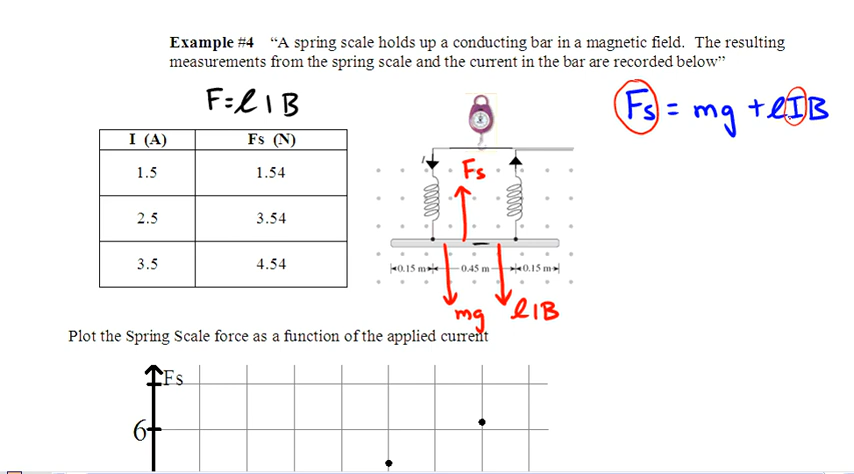 Example #4 “A spring scale holds up a conducting bar in a magnetic field. The resulting
measurements from the spring scale and the current in the bar are recorded below”
F=ℓIB
Fs = mg + ℓIB
I (A) Fs (N)
1.5 1.54
2.5 3.54
3.5 4.54
Fs
0.15 m 0.45 m 0.15 m
mg ℓIB
Plot the Spring Scale force as a function of the applied current
Fs
6